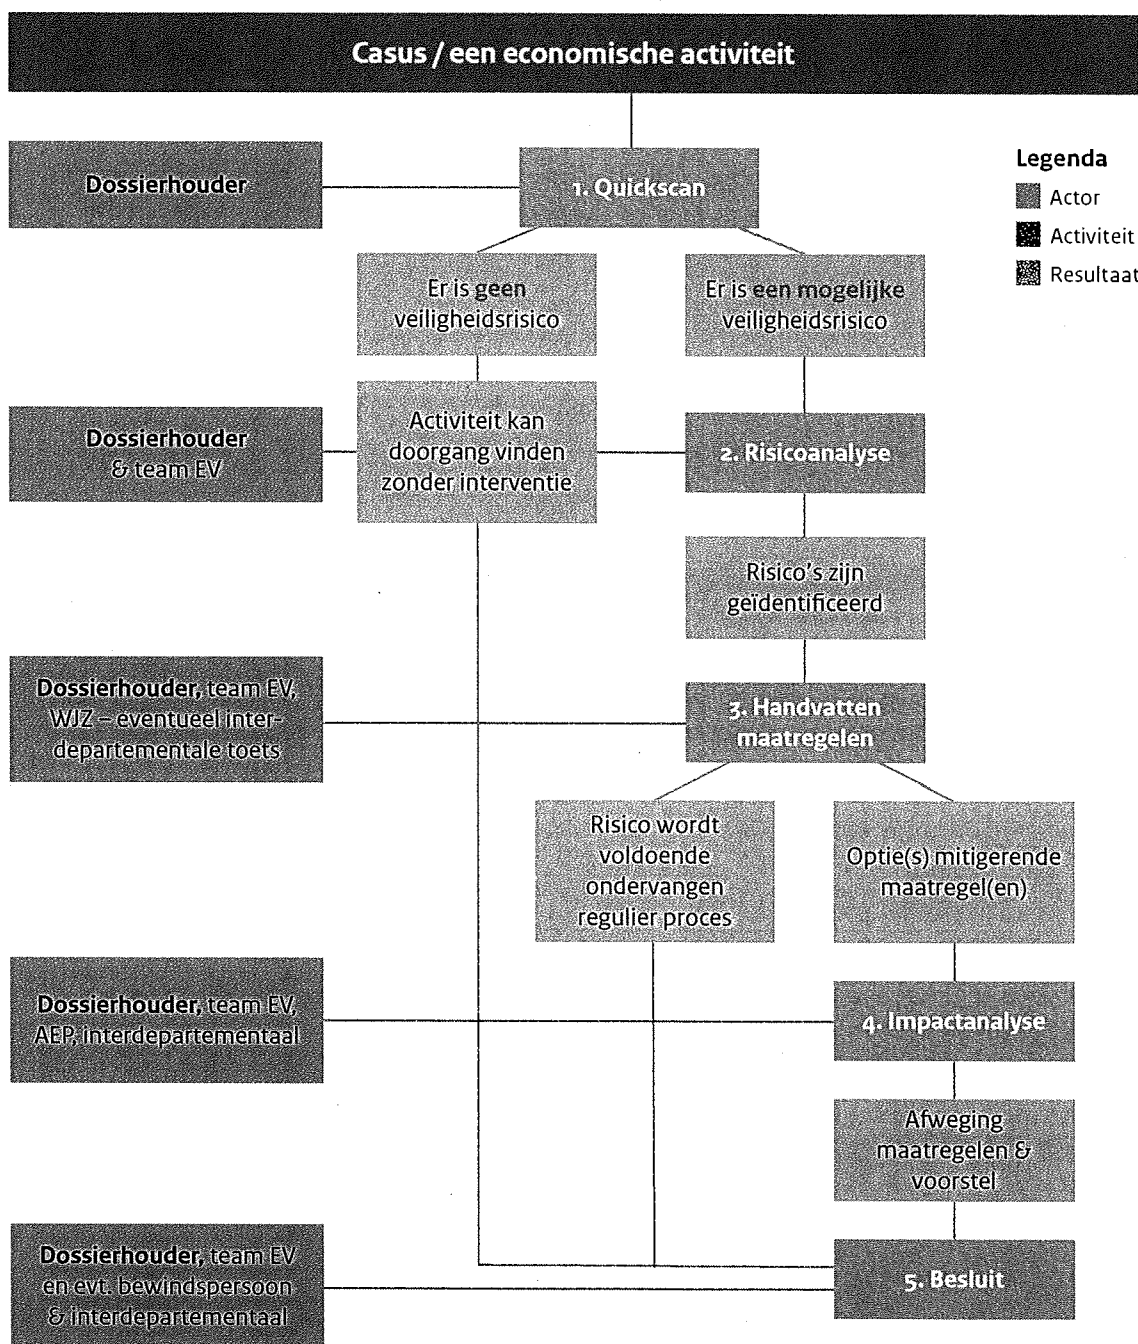 Casus / een economische activiteit
Dossierhouder
1. Quickscan
Legenda
Actor
Activiteit
Resultaat
Er is geen
veiligheidsrisico
Er is een mogelijke
veiligheidsrisico
Dossierhouder
& team EV
Activiteit kan
doorgang vinden
zonder interventie
2. Risicoanalyse
Risico's zijn
geïdentificeerd
Dossierhouder, team EV,
WJZ – eventueel inter-
departementale toets
3. Handvatten
maatregelen
Risico wordt
voldoende
ondervangen
regulier proces
Optie(s) mitigerende
maatregel(en)
Dossierhouder, team EV,
AEP, interdepartementaal
4. Impactanalyse
Afweging
maatregelen &
voorstel
Dossierhouder, team EV
en evt. bewindspersoon
& interdepartementaal
5. Besluit